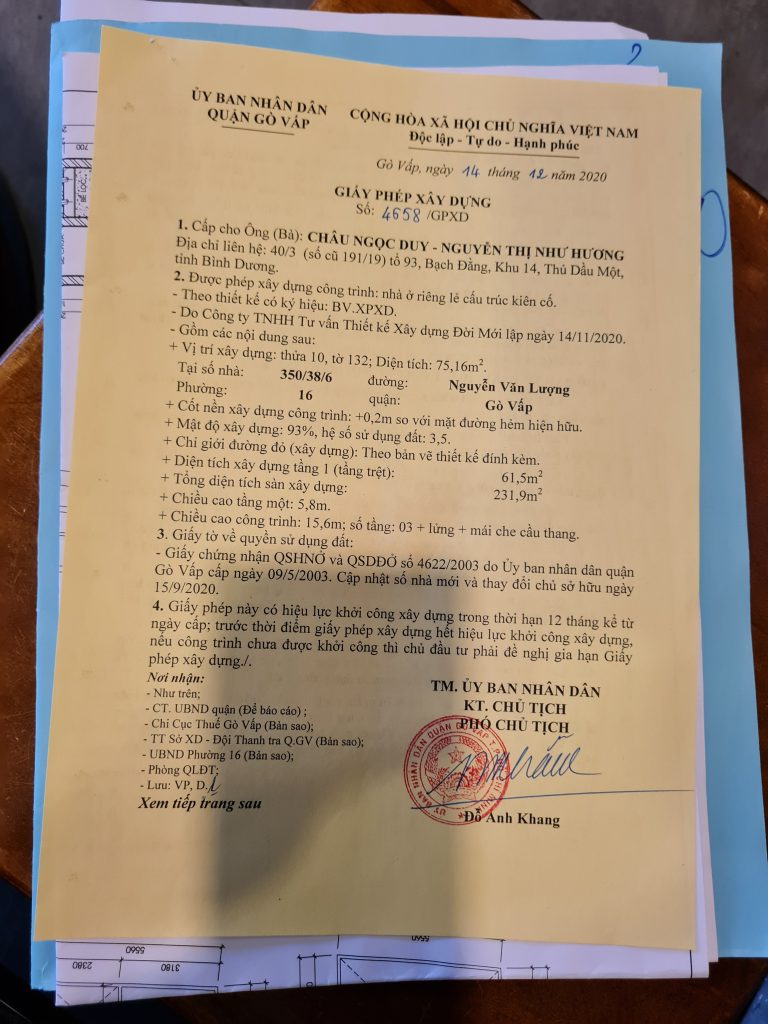 ỦY BAN NHÂN DÂN
QUẬN GÒ VẤP
CỘNG HÒA XÃ HỘI CHỦ NGHĨA VIỆT NAM
Độc lập - Tự do - Hạnh phúc
Gò Vấp, ngày 14 tháng 12 năm 2020
GIẤY PHÉP XÂY DỰNG
Số: 4658 /GPXD
1. Cấp cho Ông (Bà): CHÂU NGỌC DUY - NGUYỄN THỊ NHƯ HƯƠNG
Địa chỉ liên hệ: 40/3 (số cũ 191/19) tổ 93, Bạch Đằng, Khu 14, Thủ Dầu Một,
tỉnh Bình Dương.
2. Được phép xây dựng công trình: nhà ở riêng lẻ cấu trúc kiên cố.
- Theo thiết kế có ký hiệu: BV.XPXD.
- Do Công ty TNHH Tư vấn Thiết kế Xây dựng Đời Mới lập ngày 14/11/2020.
- Gồm các nội dung sau:
+ Vị trí xây dựng: thửa 10, tờ 132; Diện tích: 75,16m².
Tại số nhà: 350/38/6 đường: Nguyễn Văn Lượng
Phường: 16 quận: Gò Vấp
+ Cốt nền xây dựng công trình: +0,2m so với mặt đường hẻm hiện hữu.
+ Mật độ xây dựng: 93%, hệ số sử dụng đất: 3,5.
+ Chỉ giới đường đỏ (xây dựng): Theo bản vẽ thiết kế đính kèm.
+ Diện tích xây dựng tầng 1 (tầng trệt): 61,5m²
+ Tổng diện tích sàn xây dựng: 231,9m²
+ Chiều cao tầng một: 5,8m.
+ Chiều cao công trình: 15,6m; số tầng: 03 + lửng + mái che cầu thang.
3. Giấy tờ về quyền sử dụng đất:
- Giấy chứng nhận QSHNỞ và QSDĐỞ số 4622/2003 do Ủy ban nhân dân quận
Gò Vấp cấp ngày 09/5/2003. Cập nhật số nhà mới và thay đổi chủ sở hữu ngày
15/9/2020.
4. Giấy phép này có hiệu lực khởi công xây dựng trong thời hạn 12 tháng kể từ
ngày cấp; trước thời điểm giấy phép xây dựng hết hiệu lực khởi công xây dựng,
nếu công trình chưa được khởi công thì chủ đầu tư phải đề nghị gia hạn Giấy
phép xây dựng./.
Nơi nhận:
- Như trên;
- CT. UBND quận (Để báo cáo) ;
- Chi Cục Thuế Gò Vấp (Bản sao);
- TT Sở XD - Đội Thanh tra Q.GV (Bản sao);
- UBND Phường 16 (Bản sao);
- Phòng QLĐT;
- Lưu: VP, D.
Xem tiếp trang sau
TM. ỦY BAN NHÂN DÂN
KT. CHỦ TỊCH
PHÓ CHỦ TỊCH
Đỗ Anh Khang
700
5560
5560
2380
3180